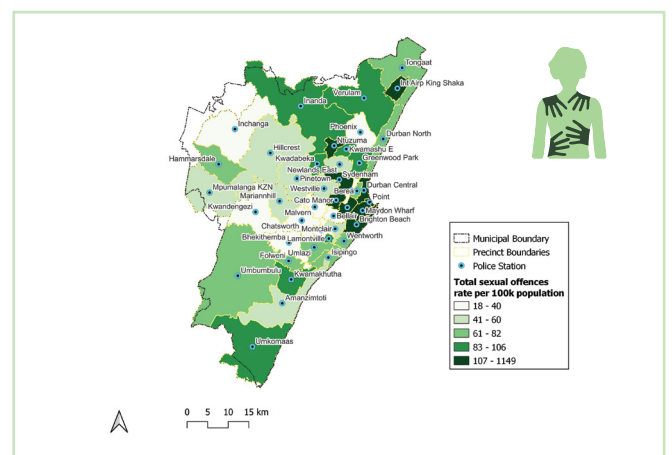 Tongaat
Int Airp King Shaka
Verulam
Inanda
Inchanga
Phoenix
Durban North
Ntuzuma
Kwamashu E
Hillcrest
Kwadabeka
Greenwood Park
Hammarsdale
Newlands East
Sydenham
Pinetown
Westville
Durban Central
Berea
Mpumalanga KZN
Mariannhill
Cato Manor
Point
Kwandengezi
Malvern
Maydon Wharf
Bellair
Chatsworth
Montclair
Brighton Beach
Bhekithemba
Lamontville
Wentworth
Folweni
Umlazi
Isipingo
Umbumbulu
Kwamakhutha
Amanzimtoti
Umkomaas
Municipal Boundary
Precinct Boundaries
Police Station
Total sexual offences
rate per 100k population
18 - 40
41 - 60
61 - 82
83 - 106
107 - 1149
0 5 10 15 km